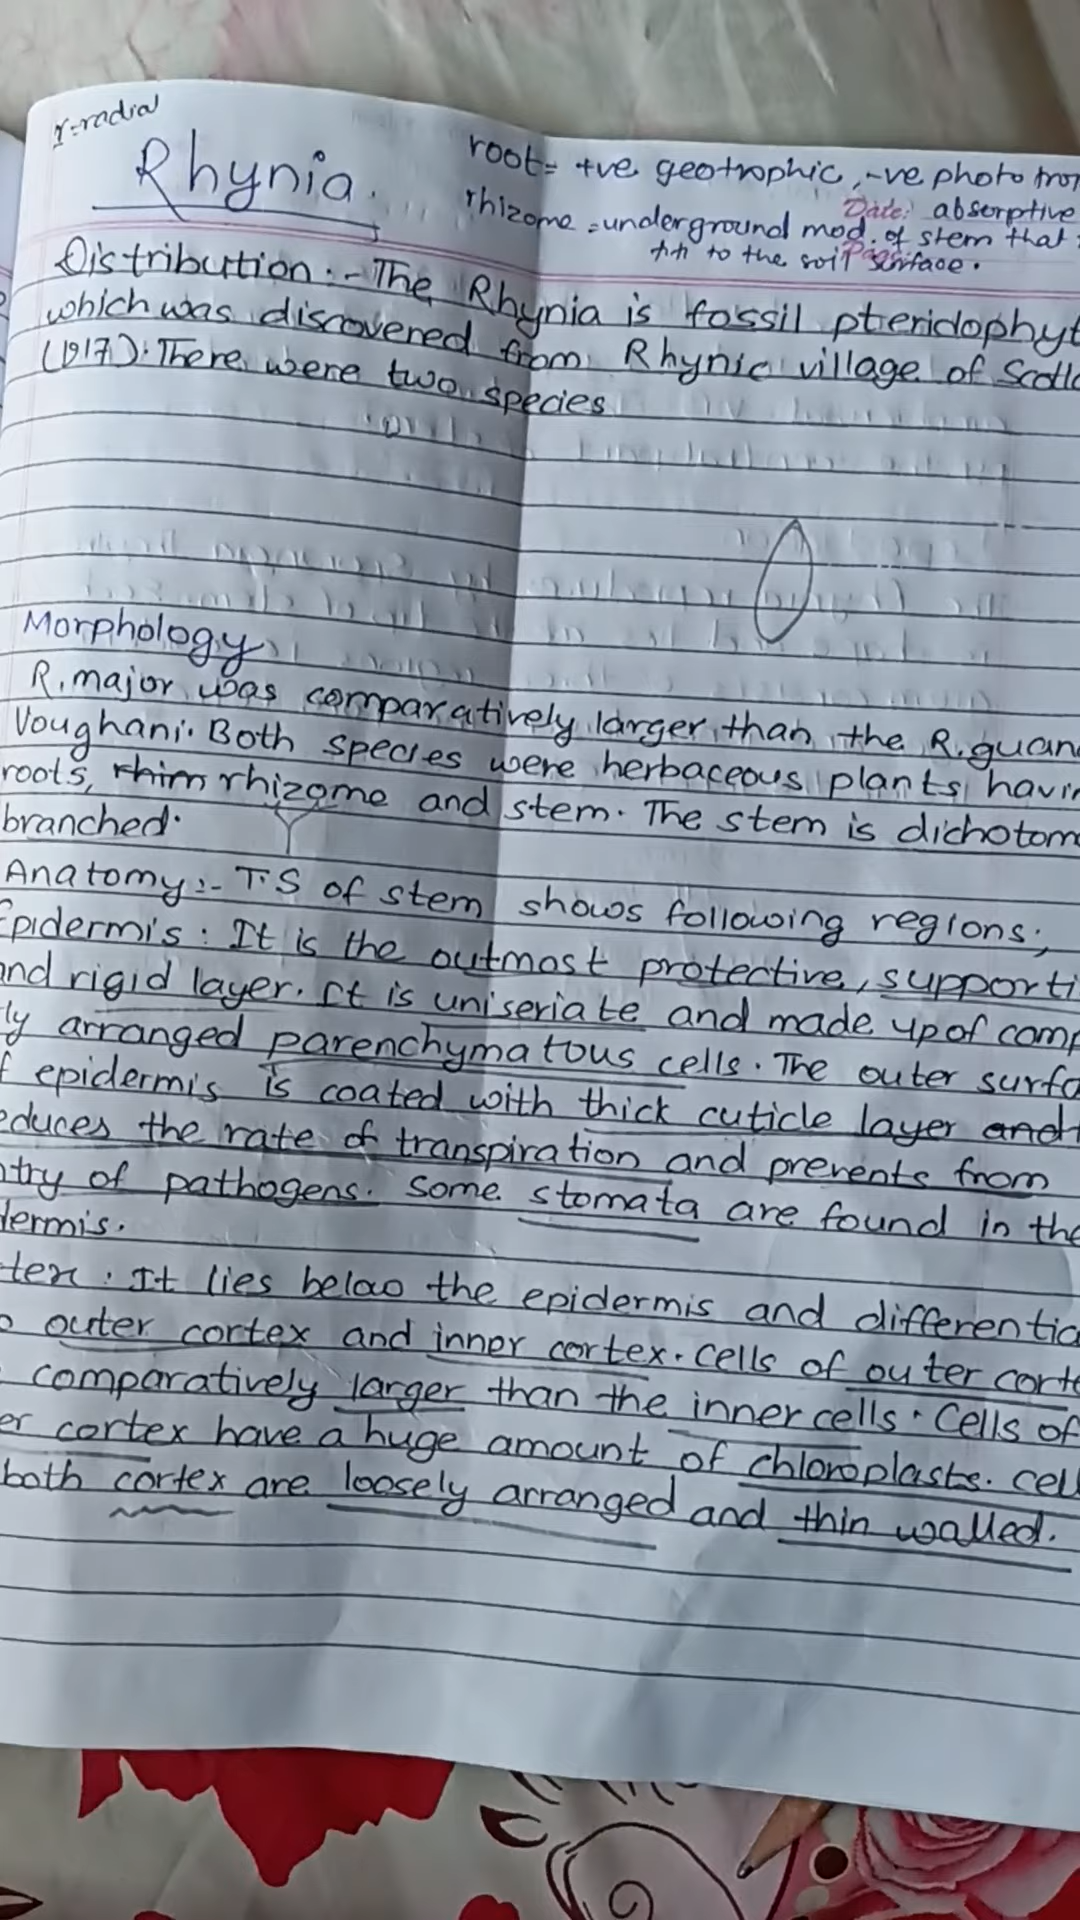 r=radial
Rhynia.
root= +ve geotrophic, -ve photo trop
Date: absorptive
rhizome =underground mod. of stem that
to the soil surface.
Distribution:- The Rhynia is fossil pteridophyt
which was discovered from Rhynic village of Scotla
(1917). There were two species
Morphology
R. major was comparatively larger than the R. guan
Voughani. Both species were herbaceous plants havin
roots, rhizome and stem. The stem is dichotom
branched.
Anatomy:- T.S of stem shows following regions;
Epidermis: It is the outmost protective, supporti
and rigid layer. It is uniseriate and made up of comp
ly arranged parenchymatous cells. The outer surfa
f epidermis is coated with thick cuticle layer and
educes the rate of transpiration and prevents from
ntry of pathogens. Some stomata are found in the
dermis.
tex: It lies belao the epidermis and differentia
o outer cortex and inner cortex. Cells of outer corte
comparatively larger than the inner cells. Cells of
er cortex have a huge amount of chloroplasts. cell
both cortex are loosely arranged and thin walled.